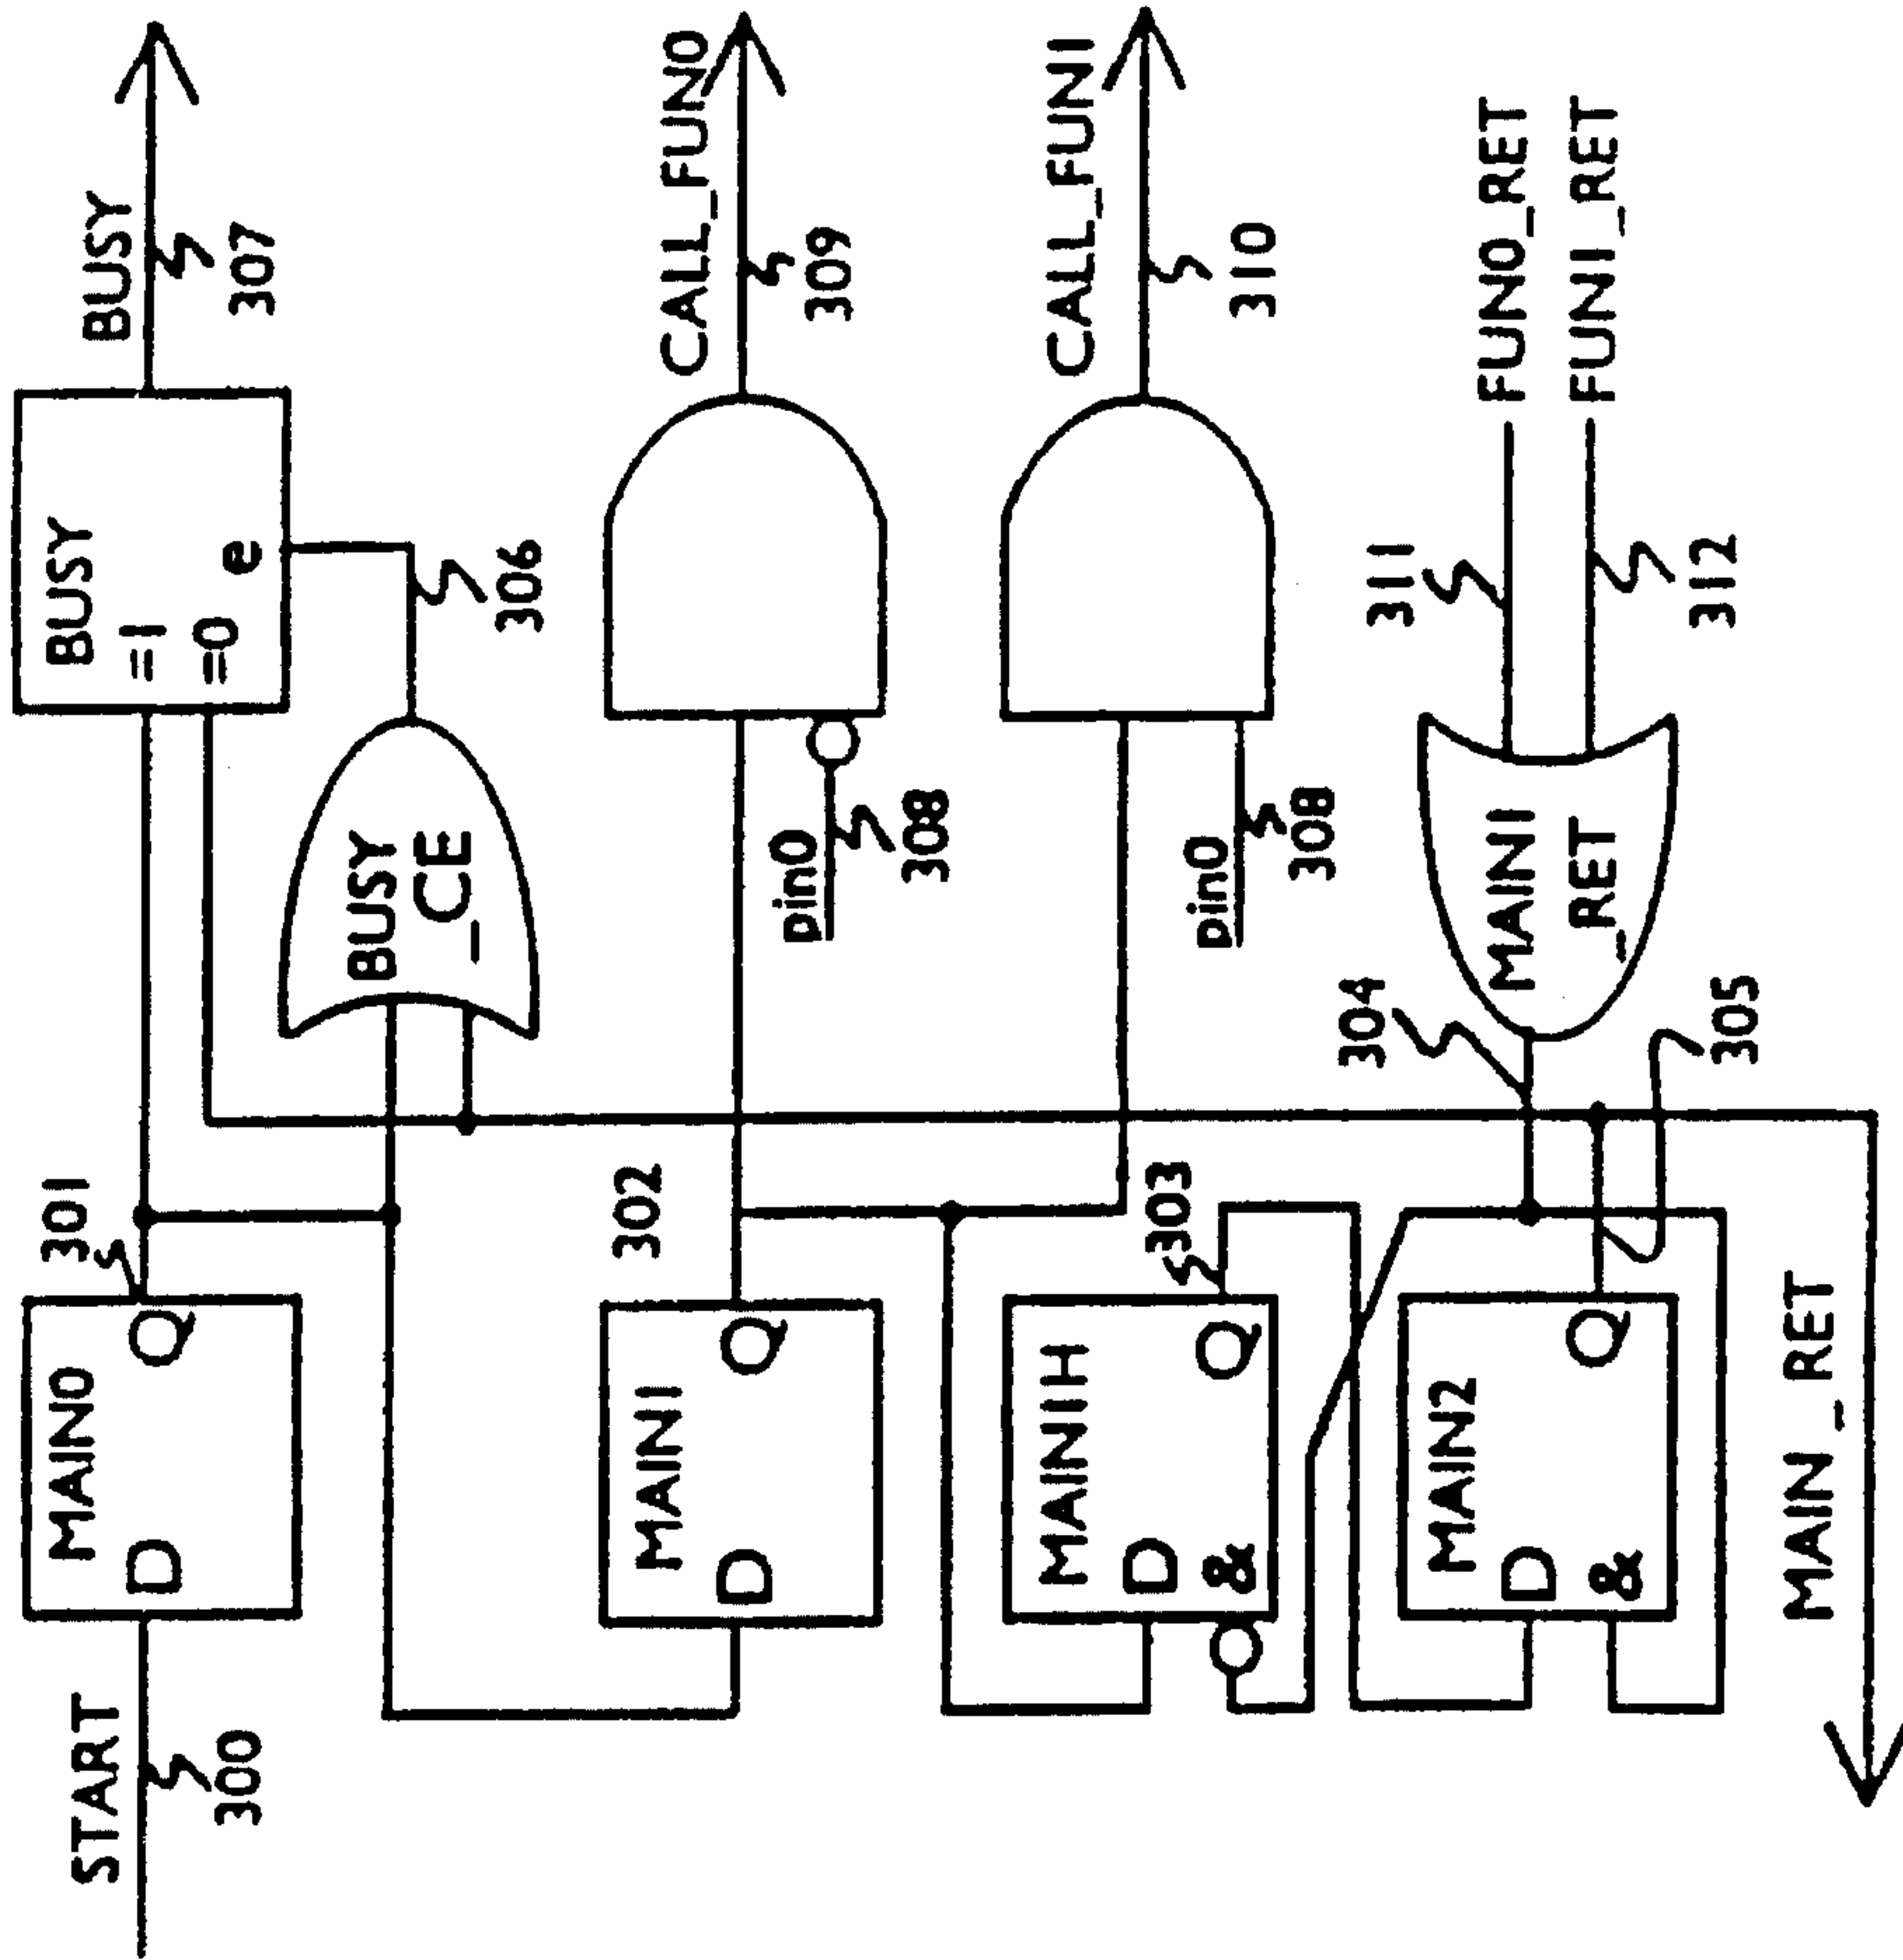 START
300
MAIN0
D
Q
301
BUSY
=1
=0
e
BUSY
307
BUSY
_CE
306
MAIN1
D
Q
302
pin0
308
CALL_FUN0
309
MAIN1H
D
&
Q
303
pin0
308
CALL_FUN1
310
MAIN2
D
&
Q
304
305
MAIN1
_RET
311
312
FUN0_RET
FUN1_RET
MAIN_RET